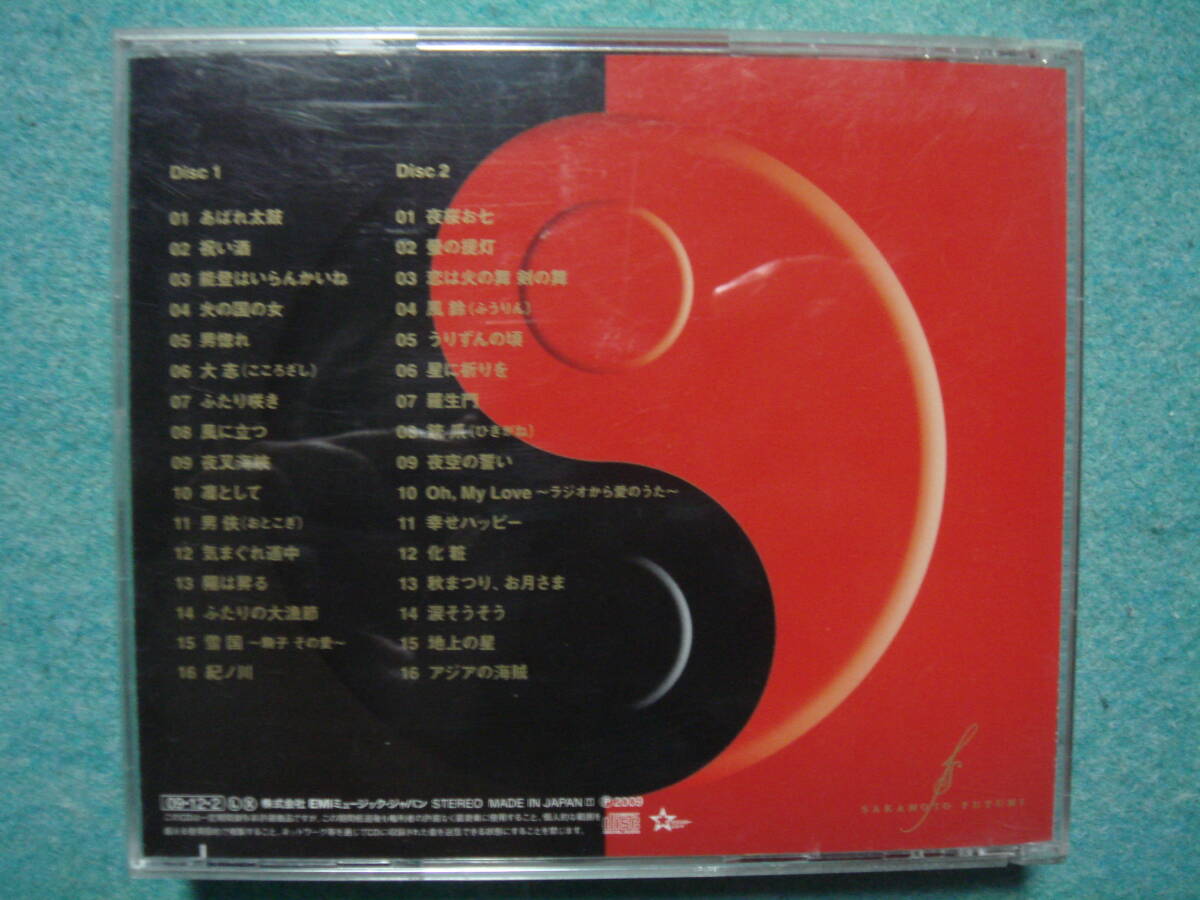 Disc 1
01 あばれ太鼓
02 祝い酒
03 能登はいらんかいね
04 火の国の女
05 男惚れ
06 大志(こころざし)
07 ふたり咲き
08 風に立つ
09 夜叉海峡
10 凛として
11 男侠(おとこぎ)
12 気まぐれ道中
13 陽は昇る
14 ふたりの大漁節
15 雪国 ～駒子 その愛～
16 紀ノ川
Disc 2
01 夜桜お七
02 蛍の提灯
03 恋は火の舞 剣の舞
04 風鈴(ふうりん)
05 うりずんの頃
06 星に祈りを
07 羅生門
08 (ひきがね)
09 夜空の誓い
10 Oh, My Love ～ラジオから愛のうた～
11 幸せハッピー
12 化粧
13 秋まつり、お月さま
14 涙そうそう
15 地上の星
16 アジアの海賊
SAKAMOTO FUYUMI
09・12・2 Ⓛ Ⓧ 株式会社 EMIミュージック・ジャパン STEREO MADE IN JAPAN ℗2009